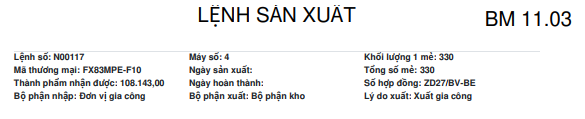 LỆNH SẢN XUẤT
BM 11.03
Lệnh số: N00117 Máy số: 4 Khối lượng 1 mẻ: 330
Mã thương mại: FX83MPE-F10 Ngày sản xuất: Tổng số mẻ: 330
Thành phẩm nhận được: 108.143,00 Ngày hoàn thành: Số hợp đồng: ZD27/BV-BE
Bộ phận nhập: Đơn vị gia công Bộ phận xuất: Bộ phận kho Lý do xuất: Xuất gia công